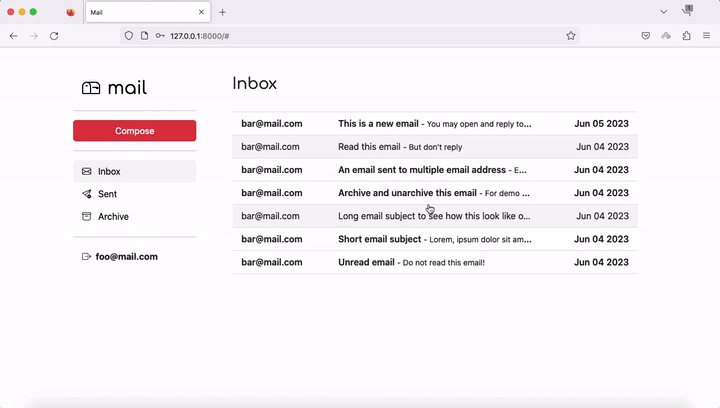 Mail
127.0.0.1:8000/#
mail
Compose
Inbox
Sent
Archive
foo@mail.com
Inbox
bar@mail.com This is a new email - You may open and reply to... Jun 05 2023
bar@mail.com Read this email - But don't reply Jun 04 2023
bar@mail.com An email sent to multiple email address - E... Jun 04 2023
bar@mail.com Archive and unarchive this email - For demo ... Jun 04 2023
bar@mail.com Long email subject to see how this look like o... Jun 04 2023
bar@mail.com Short email subject - Lorem, ipsum dolor sit am... Jun 04 2023
bar@mail.com Unread email - Do not read this email! Jun 04 2023